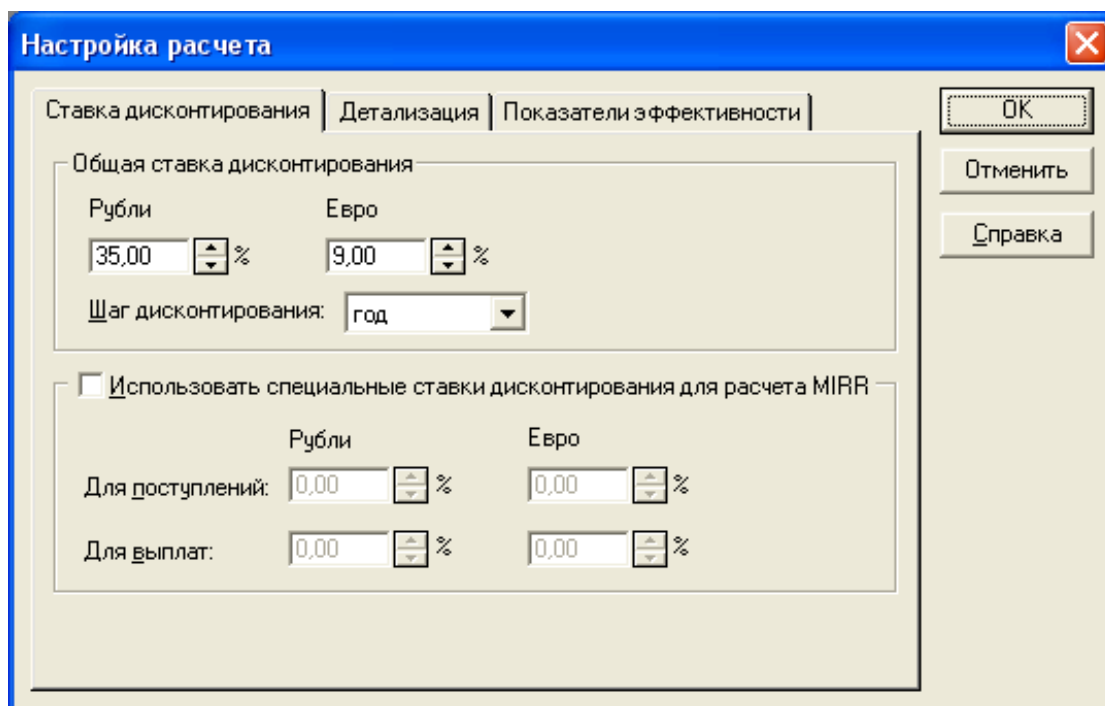 Настройка расчета
Ставка дисконтирования Детализация Показатели эффективности
OK
Отменить
Справка
Общая ставка дисконтирования
Рубли Евро
35,00 % 9,00 %
Шаг дисконтирования: год
Использовать специальные ставки дисконтирования для расчета MIRR
Рубли Евро
Для поступлений: 0,00 % 0,00 %
Для выплат: 0,00 % 0,00 %